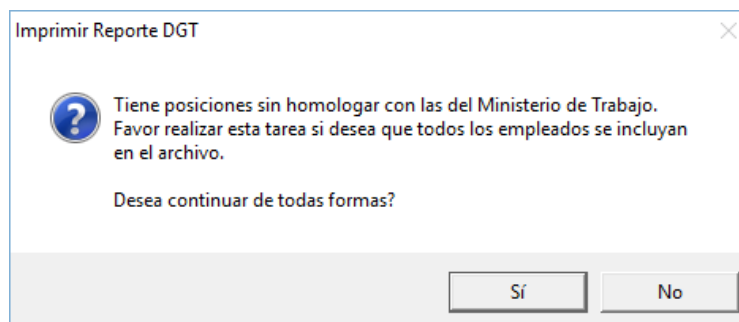 Imprimir Reporte DGT
Tiene posiciones sin homologar con las del Ministerio de Trabajo.
Favor realizar esta tarea si desea que todos los empleados se incluyan
en el archivo.
Desea continuar de todas formas?
Sí
No